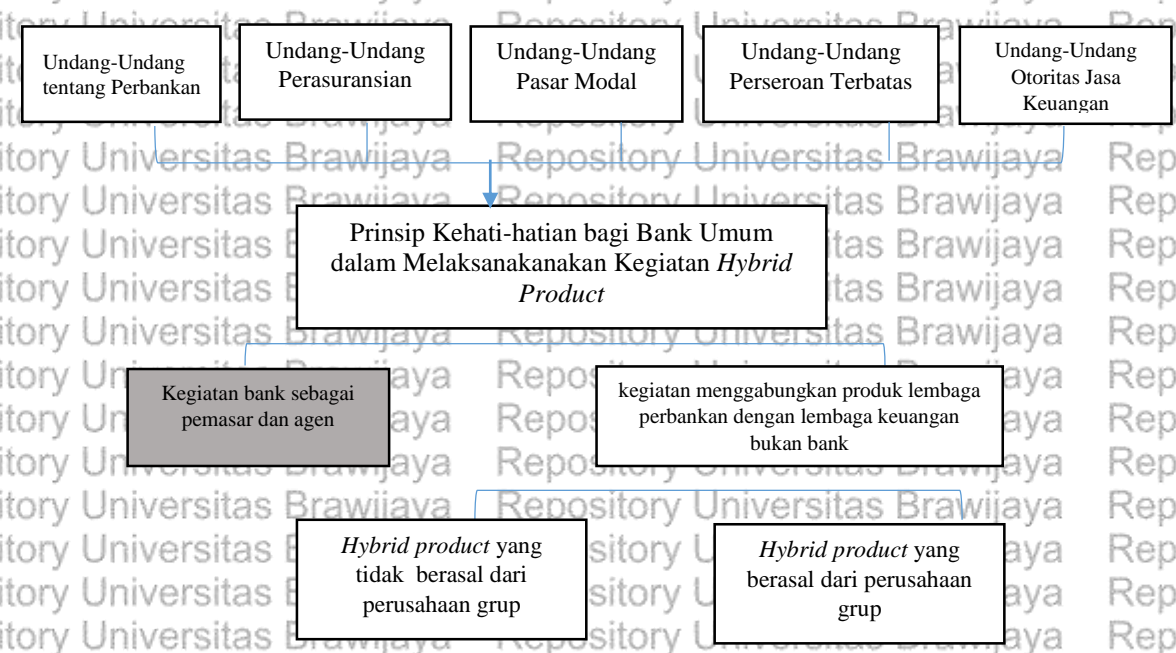 Undang-Undang
tentang Perbankan
Undang-Undang
Perasuransian
Undang-Undang
Pasar Modal
Undang-Undang
Perseroan Terbatas
Undang-Undang
Otoritas Jasa
Keuangan
Prinsip Kehati-hatian bagi Bank Umum
dalam Melaksanakanakan Kegiatan Hybrid
Product
Kegiatan bank sebagai
pemasar dan agen
kegiatan menggabungkan produk lembaga
perbankan dengan lembaga keuangan
bukan bank
Hybrid product yang
tidak berasal dari
perusahaan grup
Hybrid product yang
berasal dari perusahaan
grup
Repository Universitas Brawijaya